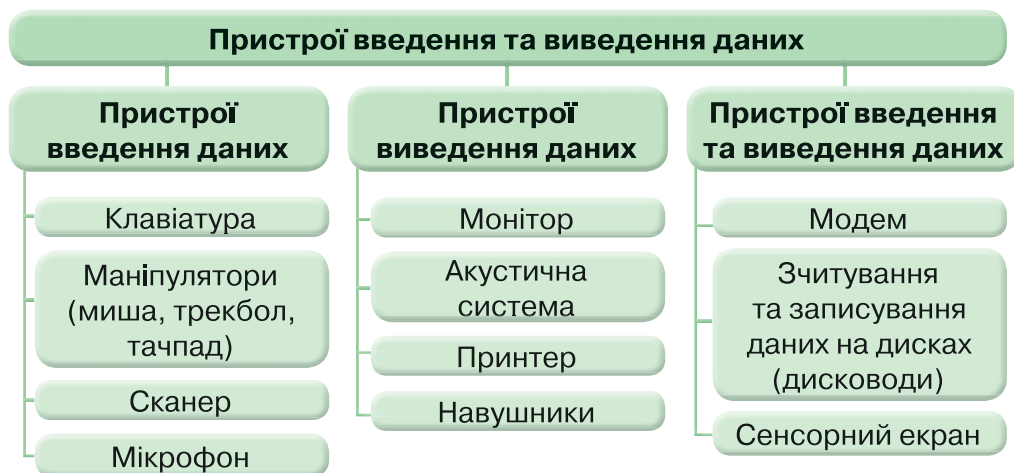 Пристрої введення та виведення даних
Пристрої
введення даних
Клавіатура
Маніпулятори
(миша, трекбол,
тачпад)
Сканер
Мікрофон
Пристрої
виведення даних
Монітор
Акустична
система
Принтер
Навушники
Пристрої введення
та виведення даних
Модем
Зчитування
та записування
даних на дисках
(дисководи)
Сенсорний екран